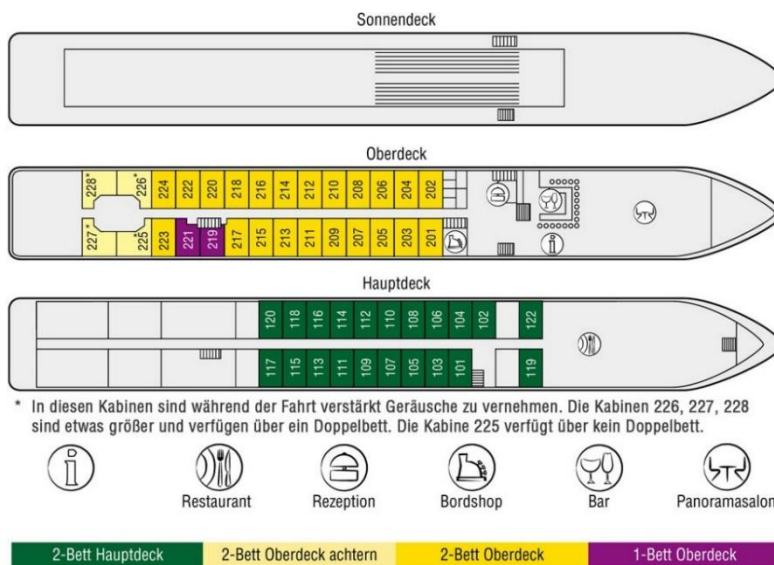 Sonnendeck
Oberdeck
228* 226* 224 222 220 218 216 214 212 210 208 206 204 202
227* 225* 223 221 219 217 215 213 211 209 207 205 203 201
Hauptdeck
120 118 116 114 112 110 108 106 104 102 122
117 115 113 111 109 107 105 103 101 119
* In diesen Kabinen sind während der Fahrt verstärkt Geräusche zu vernehmen. Die Kabinen 226, 227, 228
sind etwas größer und verfügen über ein Doppelbett. Die Kabine 225 verfügt über kein Doppelbett.
Restaurant Rezeption Bordshop Bar Panoramasalon
2-Bett Hauptdeck 2-Bett Oberdeck achtern 2-Bett Oberdeck 1-Bett Oberdeck